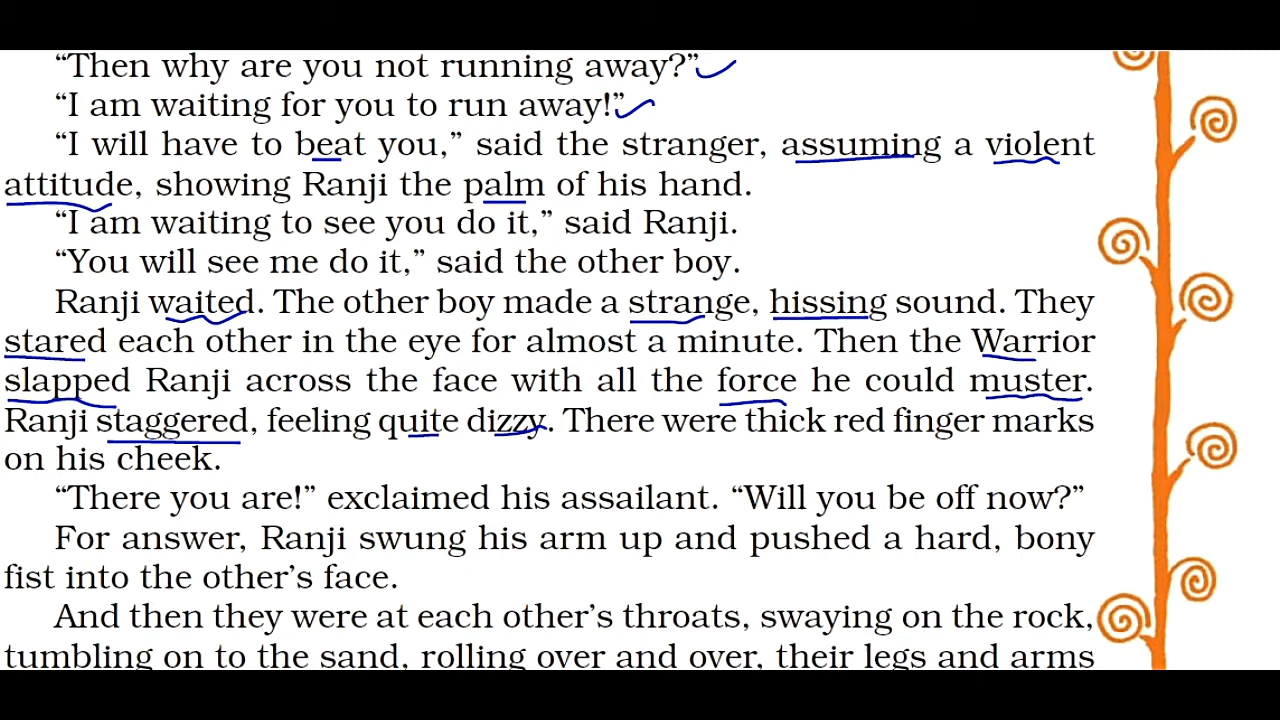 “Then why are you not running away?”
“I am waiting for you to run away!”
“I will have to beat you,” said the stranger, assuming a violent
attitude, showing Ranji the palm of his hand.
“I am waiting to see you do it,” said Ranji.
“You will see me do it,” said the other boy.
Ranji waited. The other boy made a strange, hissing sound. They
stared each other in the eye for almost a minute. Then the Warrior
slapped Ranji across the face with all the force he could muster.
Ranji staggered, feeling quite dizzy. There were thick red finger marks
on his cheek.
“There you are!” exclaimed his assailant. “Will you be off now?”
For answer, Ranji swung his arm up and pushed a hard, bony
fist into the other’s face.
And then they were at each other’s throats, swaying on the rock,
tumbling on to the sand, rolling over and over, their legs and arms